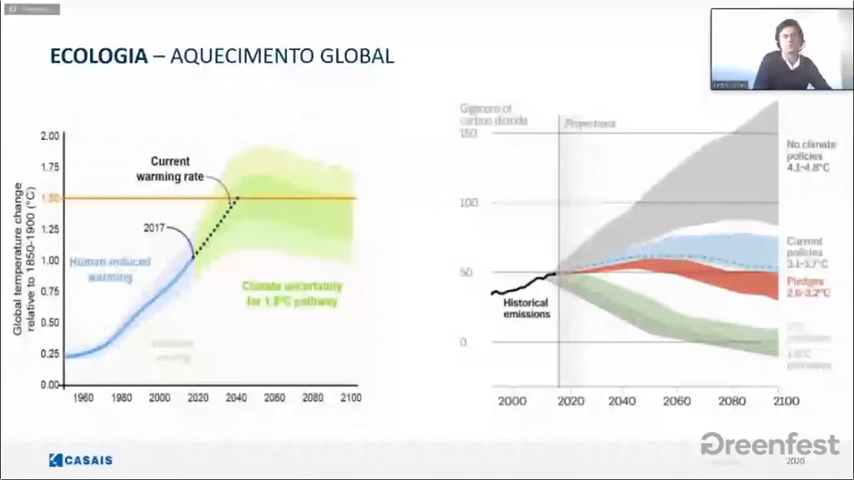 ECOLOGIA – AQUECIMENTO GLOBAL
Global temperature change
relative to 1850-1900 (°C)
2.00
1.75
1.50
1.25
1.00
0.75
0.50
0.25
0.00
1960
1980
2000
2020
2040
2060
2080
2100
Current
warming rate
2017
Human-induced
warming
Climate uncertainty
for 1.5°C pathway
Gigatons of
carbon dioxide
150
100
50
0
Projections
Historical
emissions
2000
2020
2040
2060
2080
2100
No climate
policies
4.1-4.8°C
Current
policies
3.1-3.7°C
Pledges
2.6-3.2°C
CASAIS
Greenfest
2020